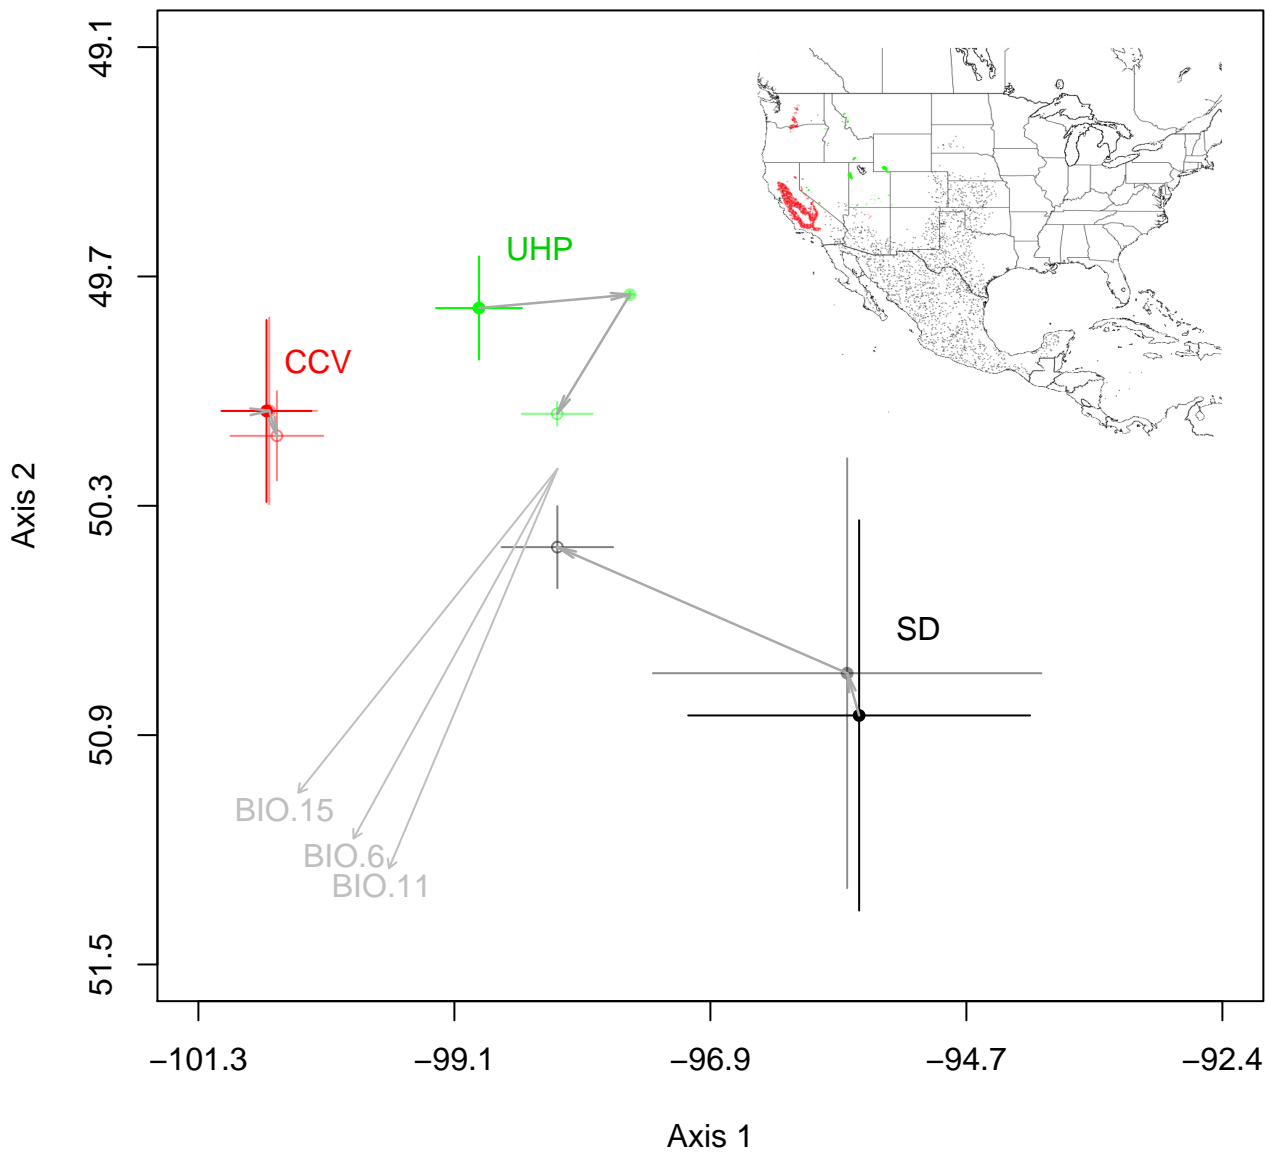 49.1
49.7
50.3
50.9
51.5
Axis 2
UHP
CCV
SD
BIO.15
BIO.6
BIO.11
−101.3
−99.1
−96.9
−94.7
−92.4
Axis 1